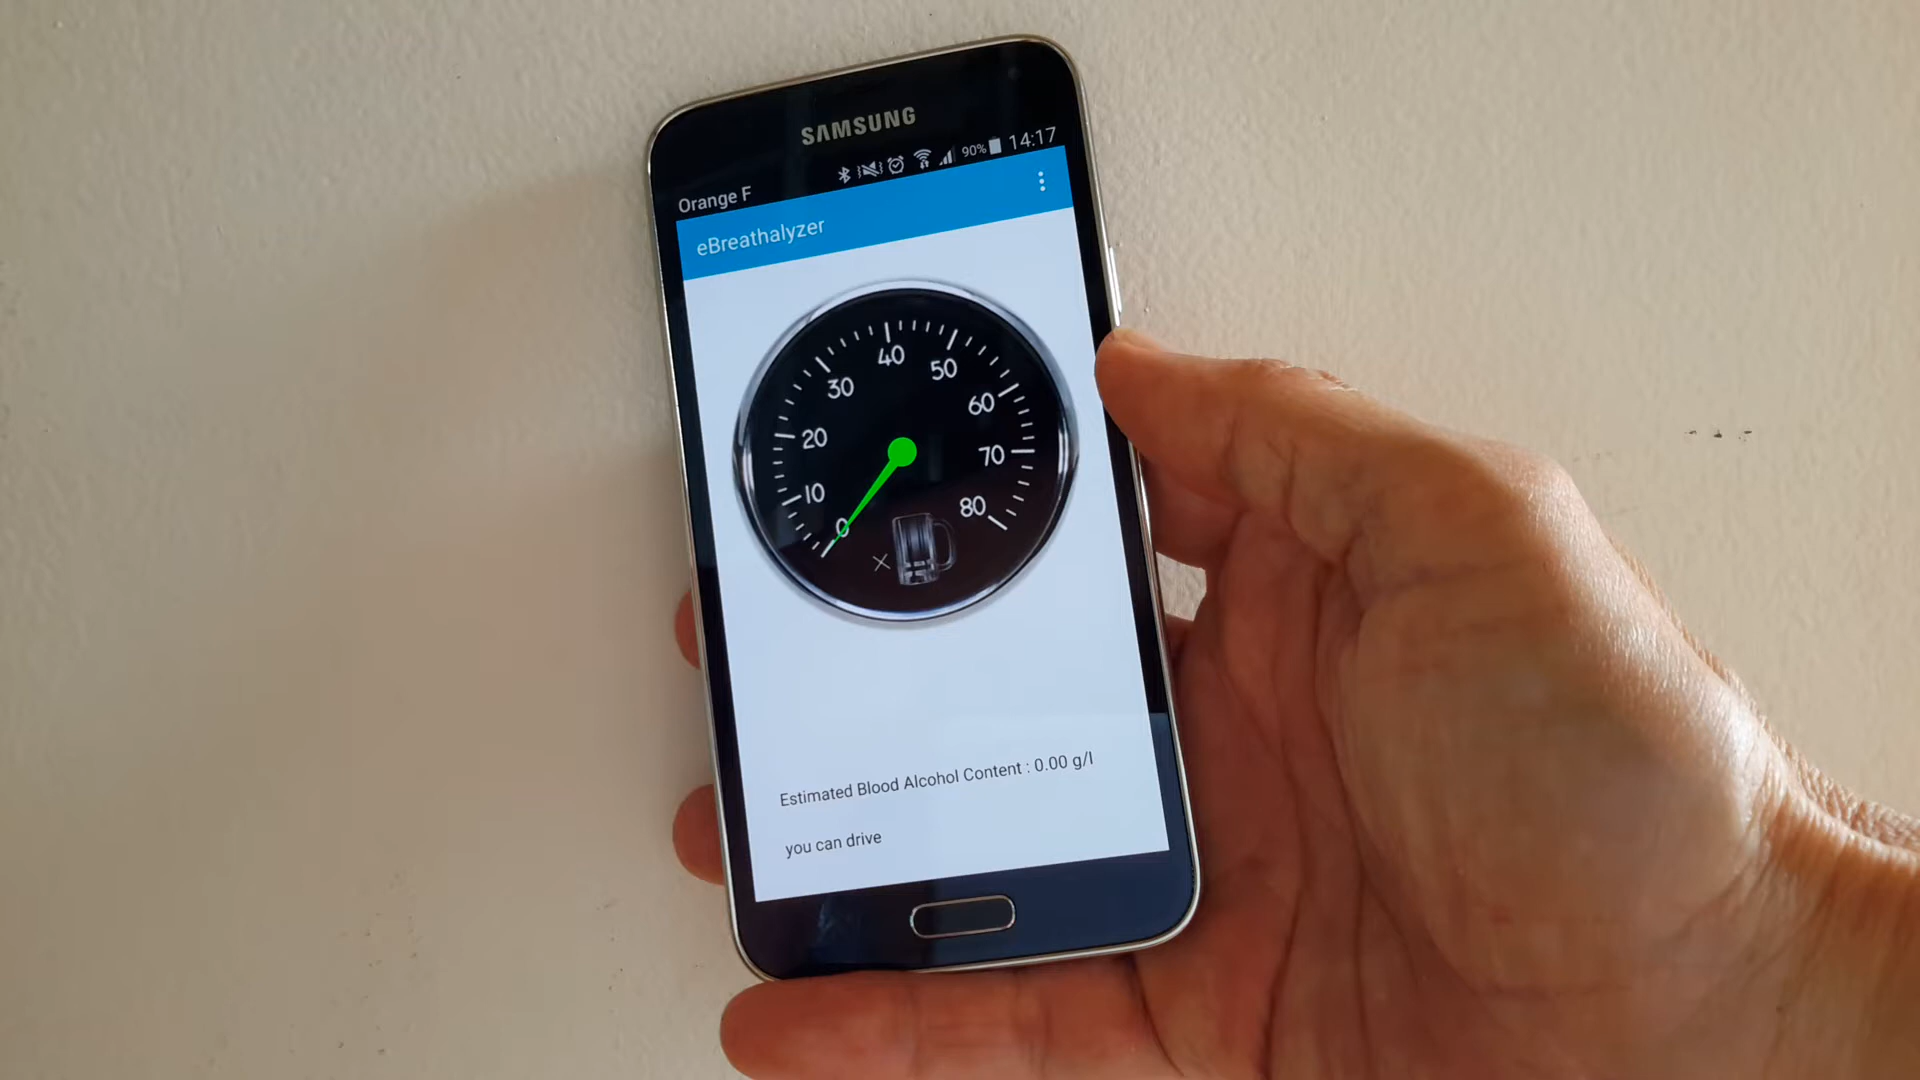 SAMSUNG
Orange F 90% 14:17
eBreathalyzer
0 10 20 30 40 50 60 70 80
×
Estimated Blood Alcohol Content : 0.00 g/l
you can drive